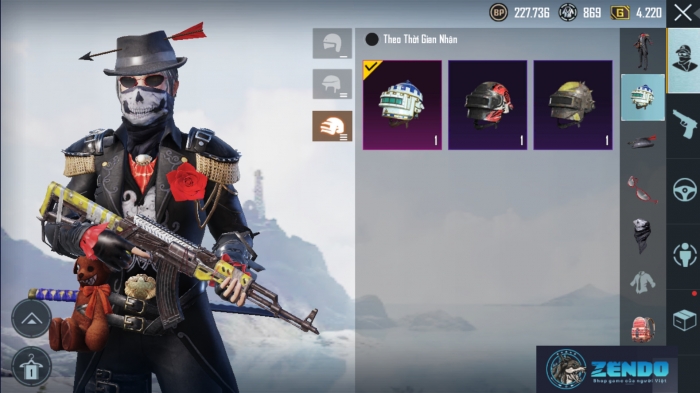 BP 227.736 869 G 4.220
Theo Thời Gian Nhận
1 1 1
ZENDO
Shop game của người Việt